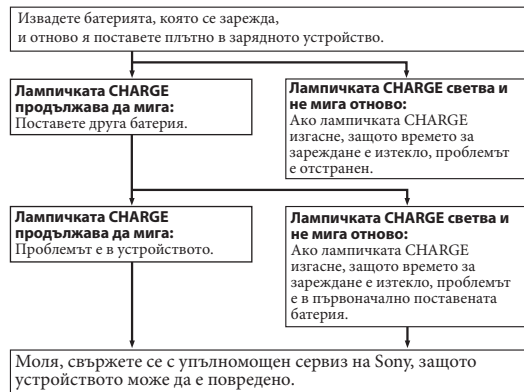 Извадете батерията, която се зарежда,
и отново я поставете плътно в зарядното устройство.
Лампичката CHARGE
продължава да мига:
Поставете друга батерия.
Лампичката CHARGE светва и
не мига отново:
Ако лампичката CHARGE
изгасне, защото времето за
зареждане е изтекло, проблемът
е отстранен.
Лампичката CHARGE
продължава да мига:
Проблемът е в устройството.
Лампичката CHARGE светва и
не мига отново:
Ако лампичката CHARGE
изгасне, защото времето за
зареждане е изтекло, проблемът
е в първоначално поставената
батерия.
Моля, свържете се с упълномощен сервиз на Sony, защото
устройството може да е повредено.